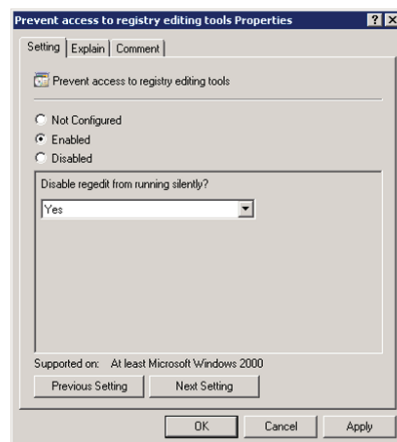 Prevent access to registry editing tools Properties
Setting Explain Comment
Prevent access to registry editing tools
Not Configured
Enabled
Disabled
Disable regedit from running silently?
Yes
Supported on: At least Microsoft Windows 2000
Previous Setting Next Setting
OK Cancel Apply